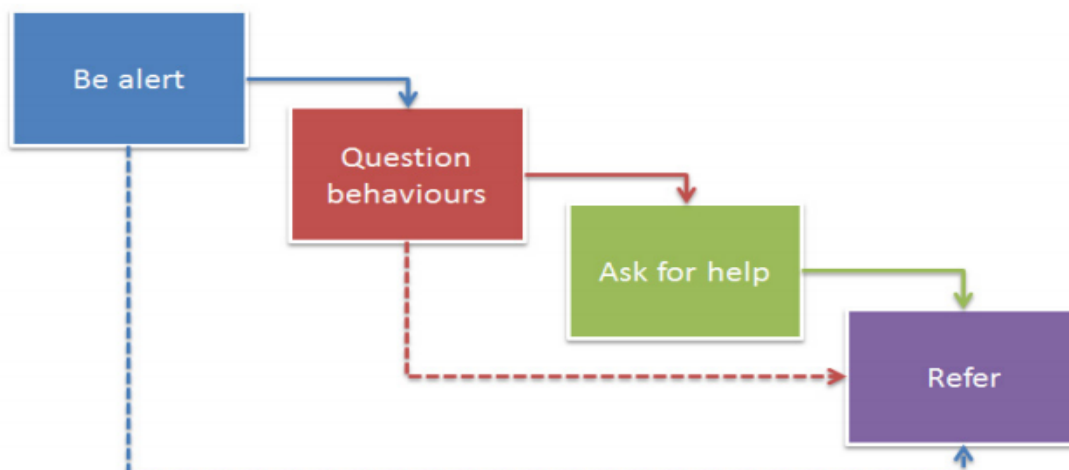 Be alert
Question
behaviours
Ask for help
Refer